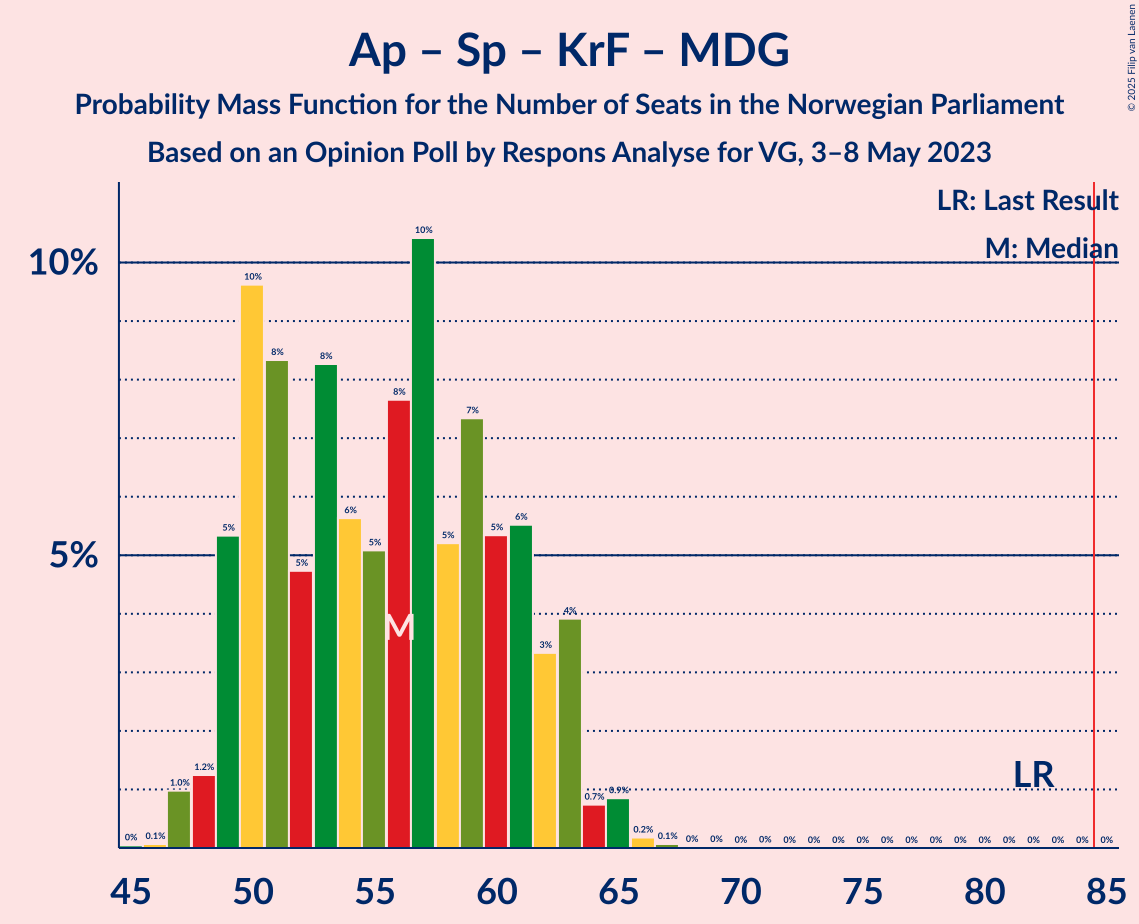 Ap – Sp – KrF – MDG
Probability Mass Function for the Number of Seats in the Norwegian Parliament
Based on an Opinion Poll by Respons Analyse for VG, 3–8 May 2023
© 2025 Filip van Laenen
LR: Last Result
M: Median
10%
5%
0% 0.1% 1.0% 1.2% 5% 10% 8% 5% 8% 6% 5% 8% 10% 5% 7% 5% 6% 3% 4% 0.7% 0.9% 0.2% 0.1% 0% 0% 0% 0% 0% 0% 0% 0% 0% 0% 0% 0% 0% 0% 0% 0% 0% 0%
M
LR
45 50 55 60 65 70 75 80 85